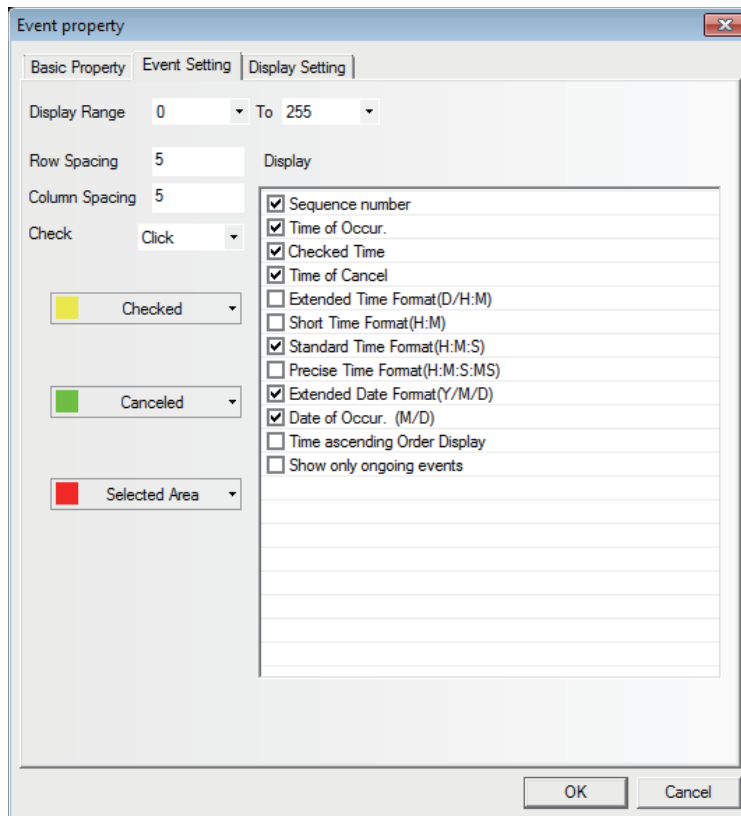 Event property
Basic Property Event Setting Display Setting
Display Range 0 To 255
Row Spacing 5 Display
Column Spacing 5
Check Click
Sequence number
Time of Occur.
Checked Time
Time of Cancel
Extended Time Format(D/H:M)
Short Time Format(H:M)
Standard Time Format(H:M:S)
Precise Time Format(H:M:S:MS)
Extended Date Format(Y/M/D)
Date of Occur. (M/D)
Time ascending Order Display
Show only ongoing events
Checked
Canceled
Selected Area
OK Cancel